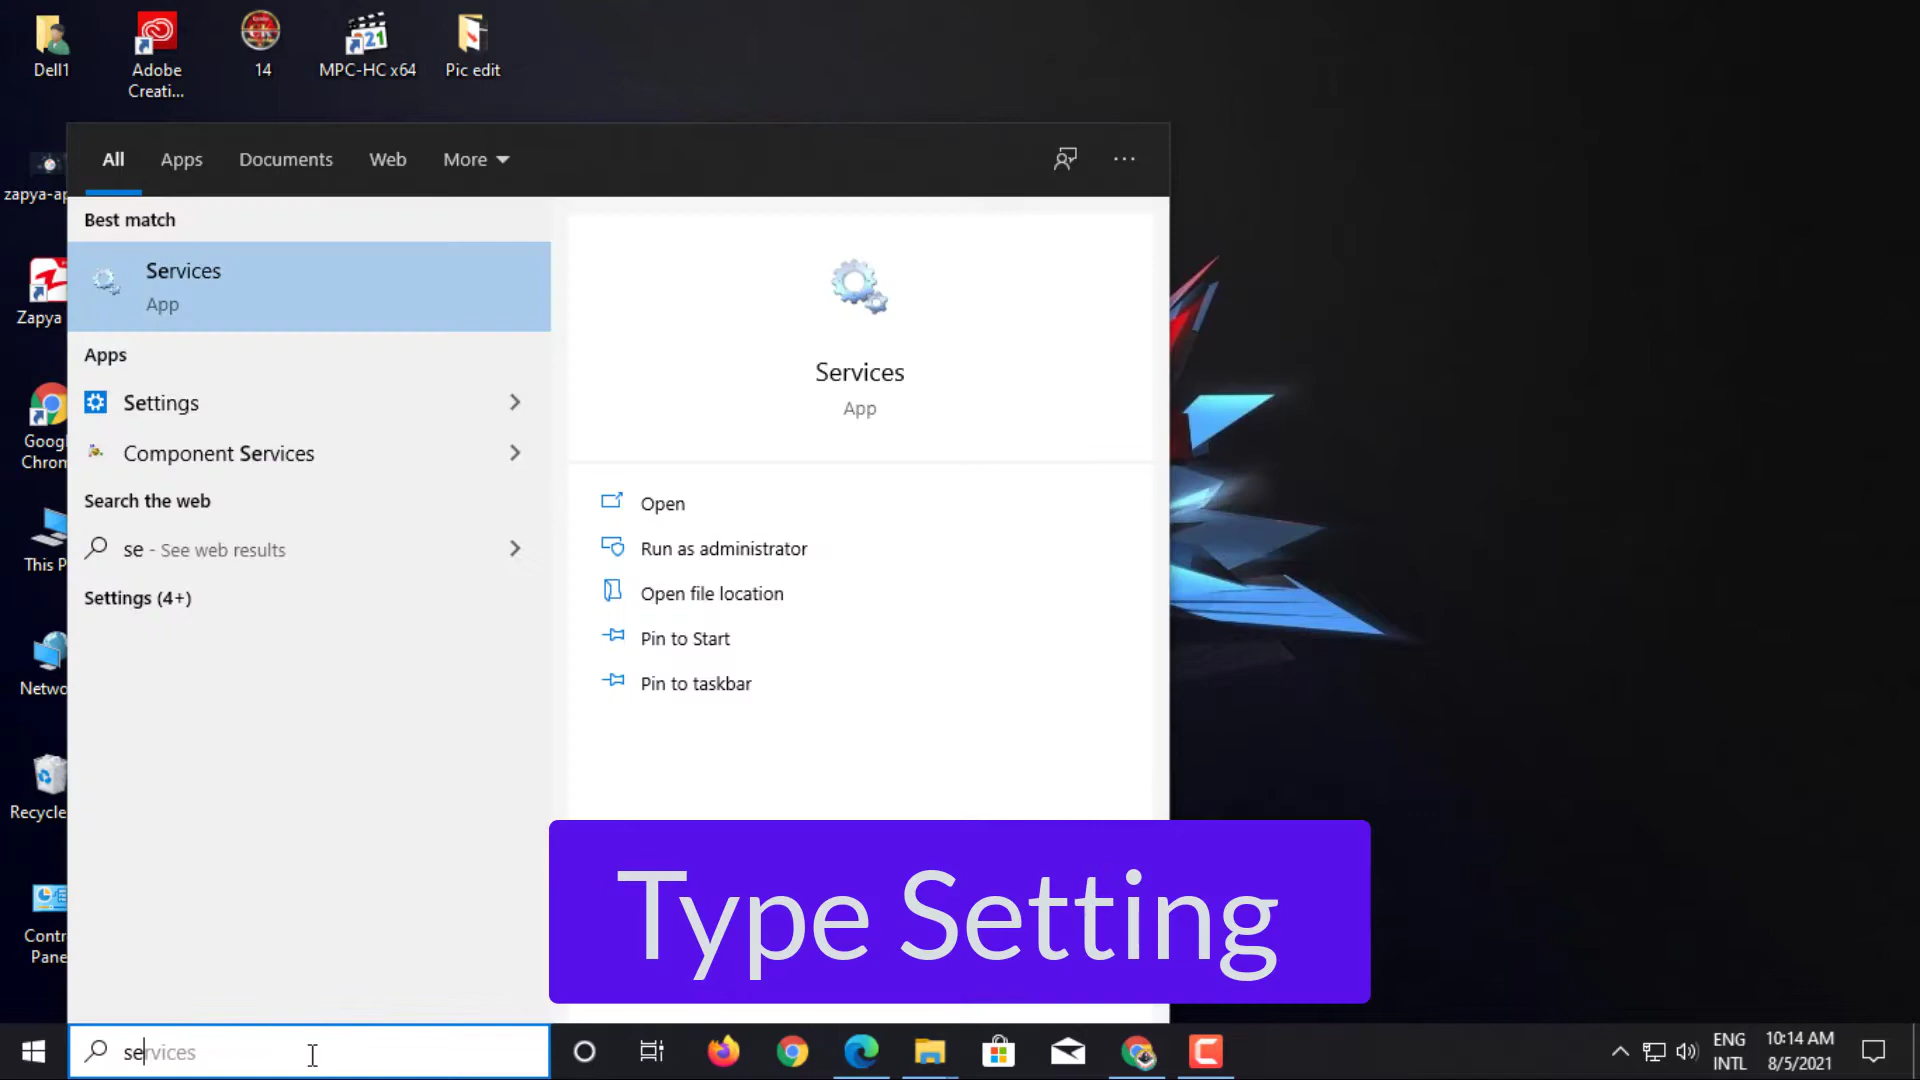 Dell1
Adobe
Creati...
14
MPC-HC x64
Pic edit
zapya-ap
Zapya
Googl
Chrom
This P
Netwo
Recycle
Contr
Pane
All
Apps
Documents
Web
More
Best match
Services
App
Apps
Settings
Component Services
Search the web
se - See web results
Settings (4+)
Services
App
Open
Run as administrator
Open file location
Pin to Start
Pin to taskbar
Type Setting
services
ENG
INTL
10:14 AM
8/5/2021